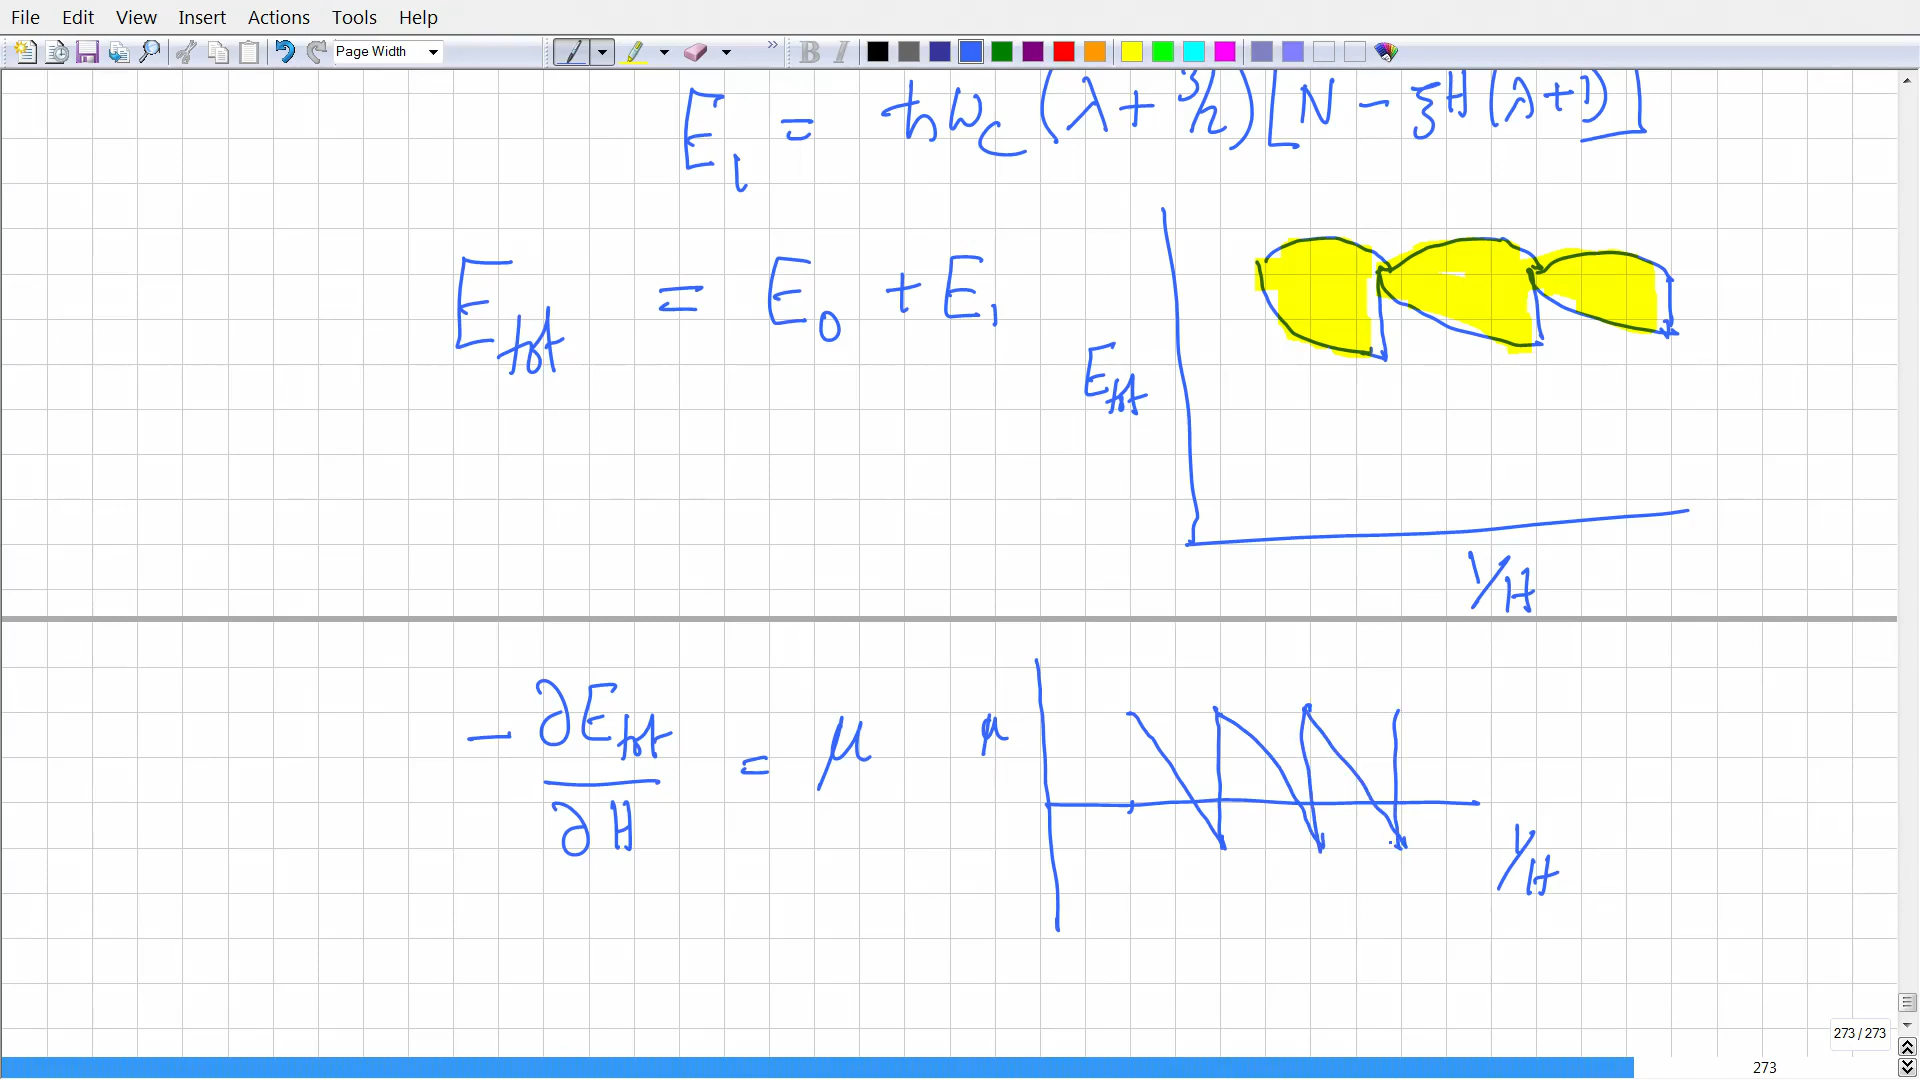 File Edit View Insert Actions Tools Help
Page Width B I
E₁ = ħω_c (λ + 3/2) [N - ξH (λ + 1)]
E_tot = E₀ + E₁
E_tot
1/H
- ∂E_tot/∂H = μ
μ
1/H
273 / 273
273